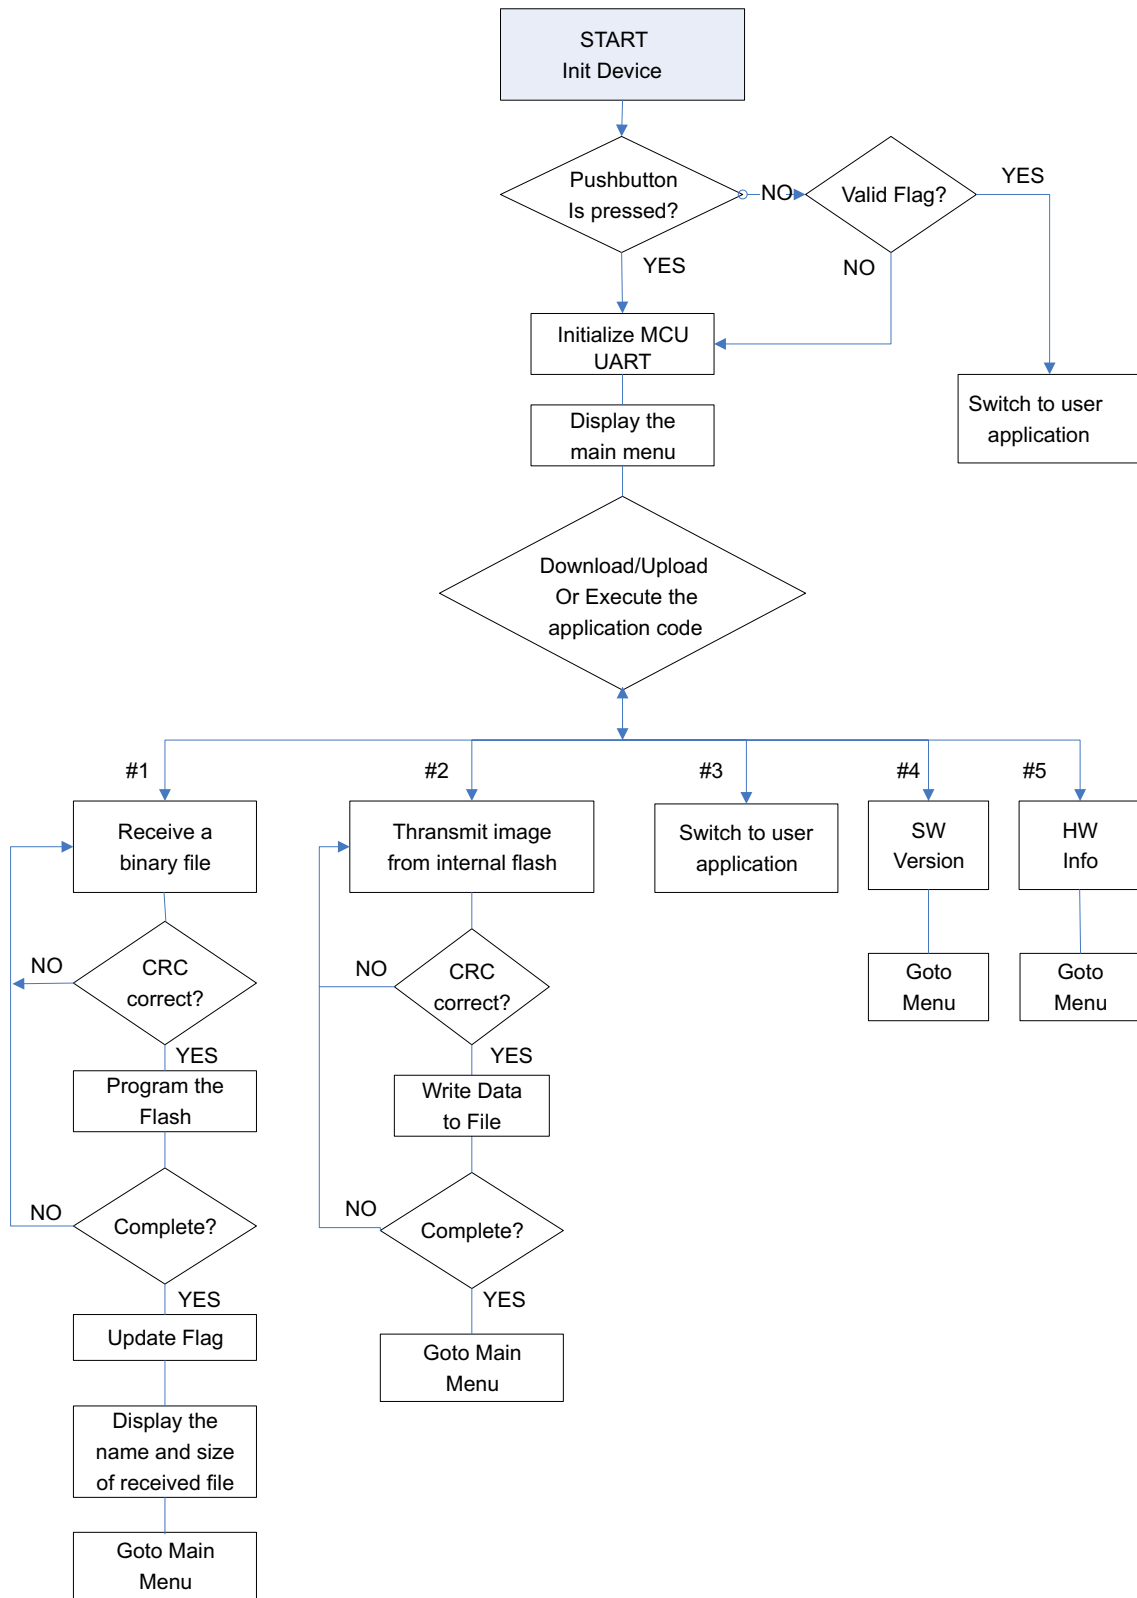 START
Init Device
Pushbutton
Is pressed?
NO
Valid Flag?
YES
YES
NO
Initialize MCU
UART
Switch to user
application
Display the
main menu
Download/Upload
Or Execute the
application code
#1
#2
#3
#4
#5
Receive a
binary file
Thransmit image
from internal flash
Switch to user
application
SW
Version
HW
Info
NO
CRC
correct?
NO
CRC
correct?
Goto
Menu
Goto
Menu
YES
YES
Program the
Flash
Write Data
to File
NO
Complete?
NO
Complete?
YES
YES
Update Flag
Goto Main
Menu
Display the
name and size
of received file
Goto Main
Menu